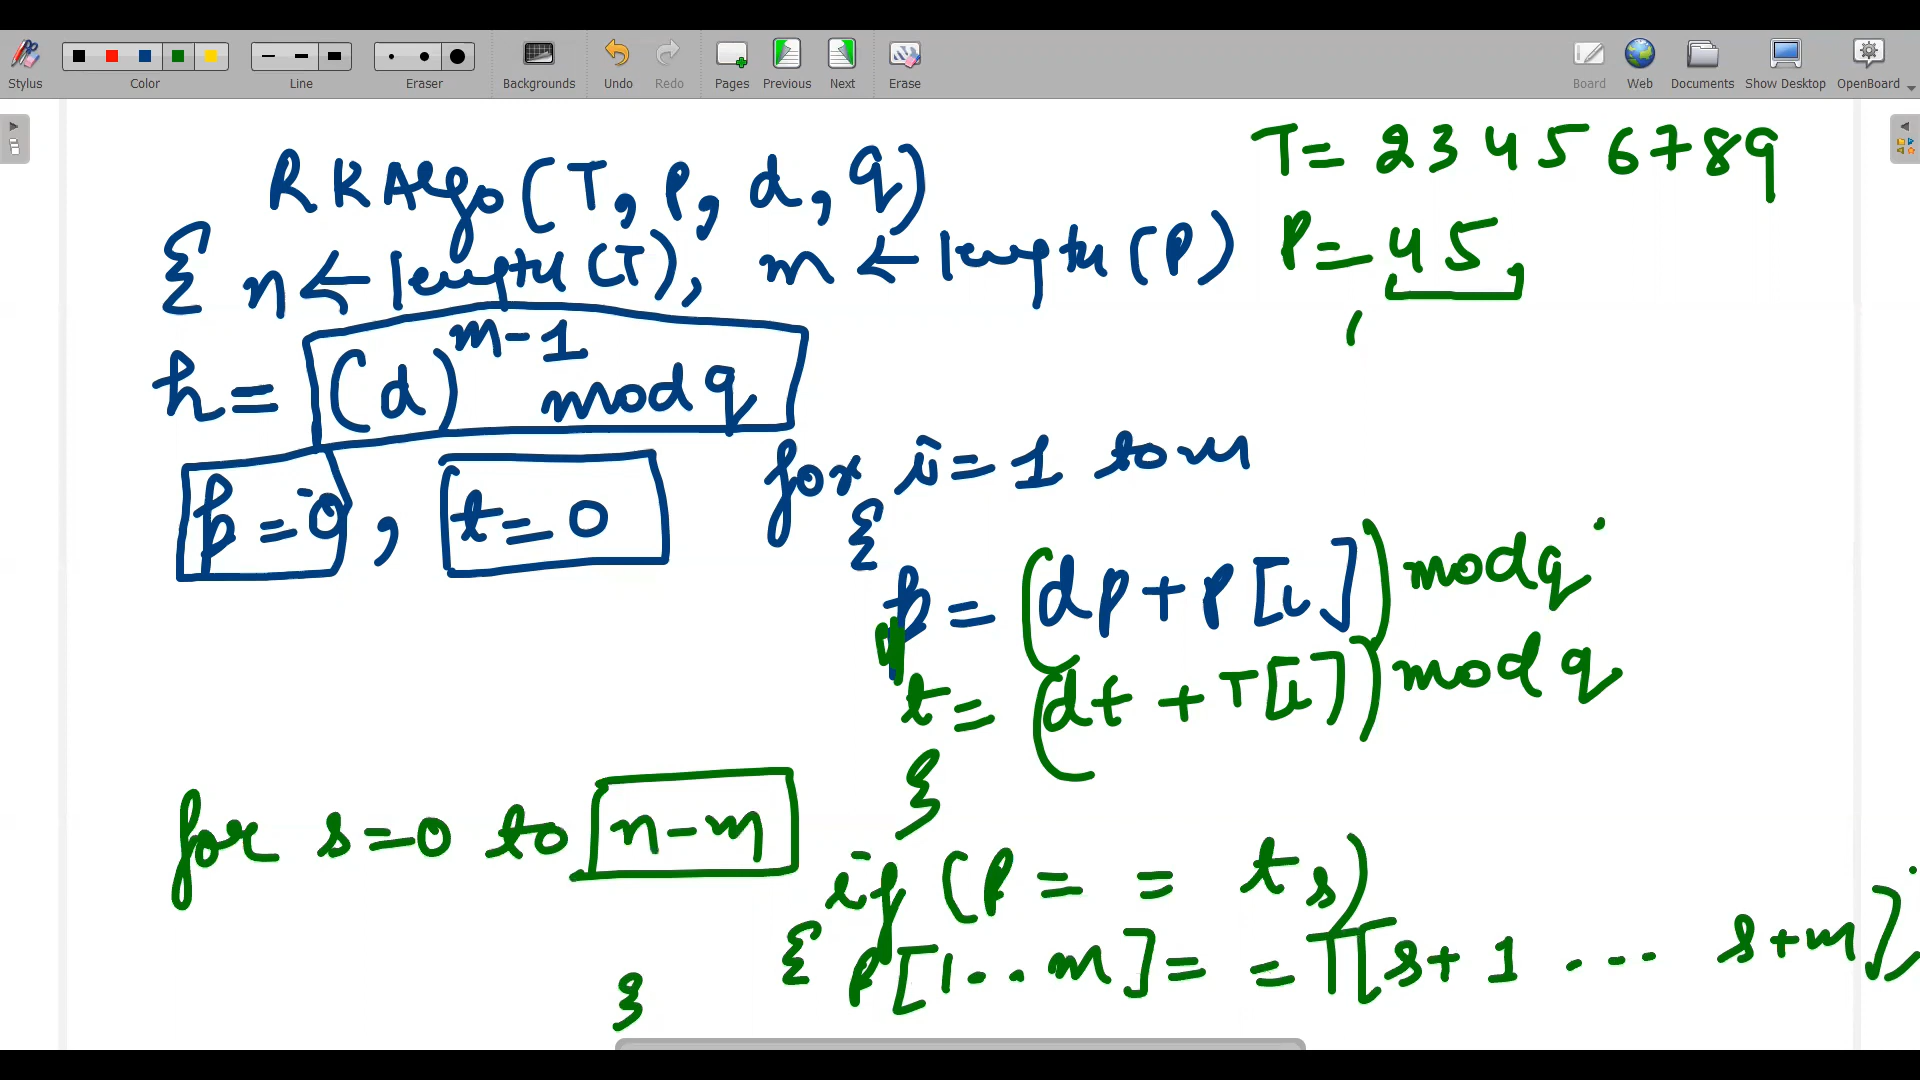 Stylus Color Line Eraser Backgrounds Undo Redo Pages Previous Next Erase Board Web Documents Show Desktop OpenBoard
RKAlgo(T, P, d, q)
T= 23456789
{ n ← length(T), m ← length(P)
P= 45,
h= (d)^m-1 mod q
p=0, t=0
for i=1 to m
{
p = (dp+P[i]) mod q
t = (dt+T[i]) mod q
}
for s=0 to n-m
if (P = = ts)
{ P[1..m] = = T[s+1 ... s+m]
}